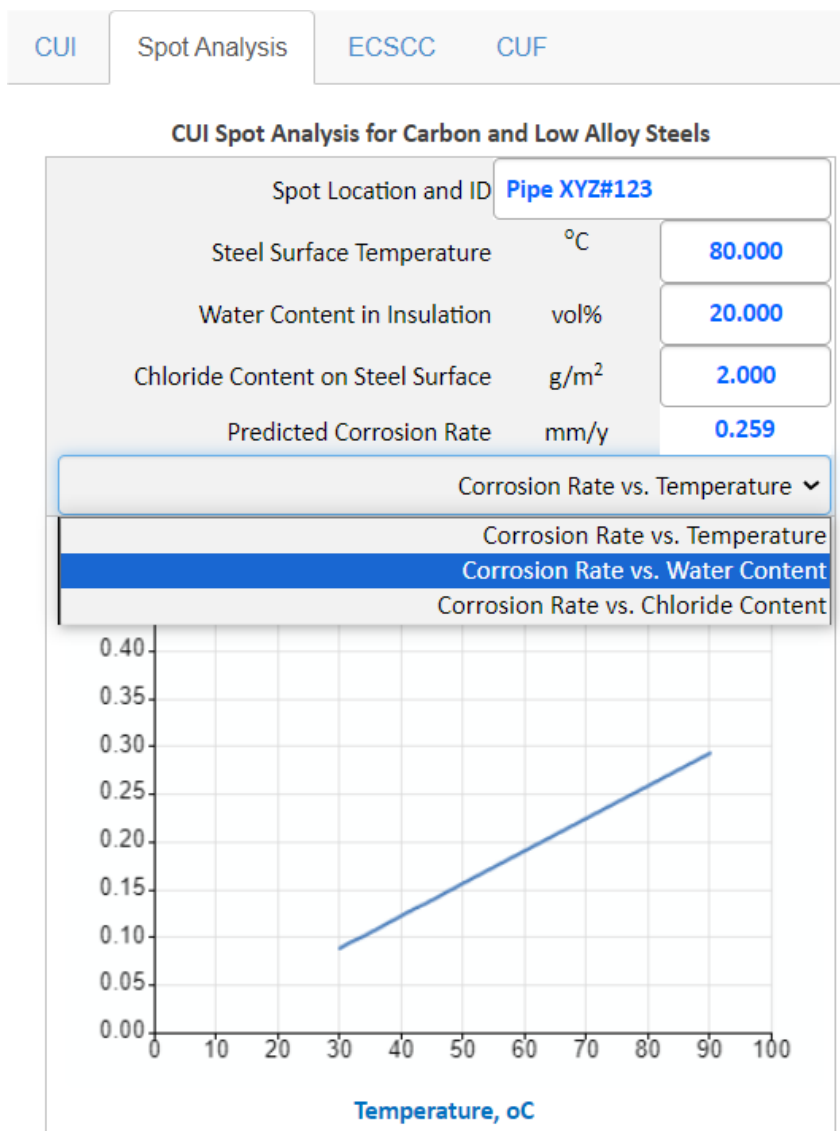 CUI Spot Analysis ECSCC CUF
CUI Spot Analysis for Carbon and Low Alloy Steels
Spot Location and ID Pipe XYZ#123
Steel Surface Temperature °C 80.000
Water Content in Insulation vol% 20.000
Chloride Content on Steel Surface g/m² 2.000
Predicted Corrosion Rate mm/y 0.259
Corrosion Rate vs. Temperature
Corrosion Rate vs. Temperature
Corrosion Rate vs. Water Content
Corrosion Rate vs. Chloride Content
0.40
0.35
0.30
0.25
0.20
0.15
0.10
0.05
0.00
0 10 20 30 40 50 60 70 80 90 100
Temperature, oC